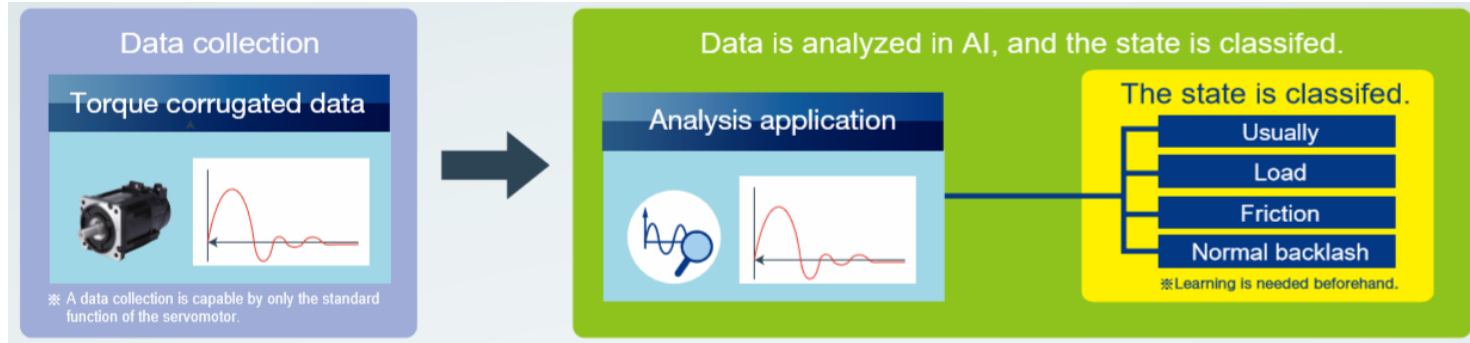 Data collection
Torque corrugated data
※ A data collection is capable by only the standard
function of the servomotor.
Data is analyzed in AI, and the state is classifed.
Analysis application
The state is classifed.
Usually
Load
Friction
Normal backlash
※Learning is needed beforehand.